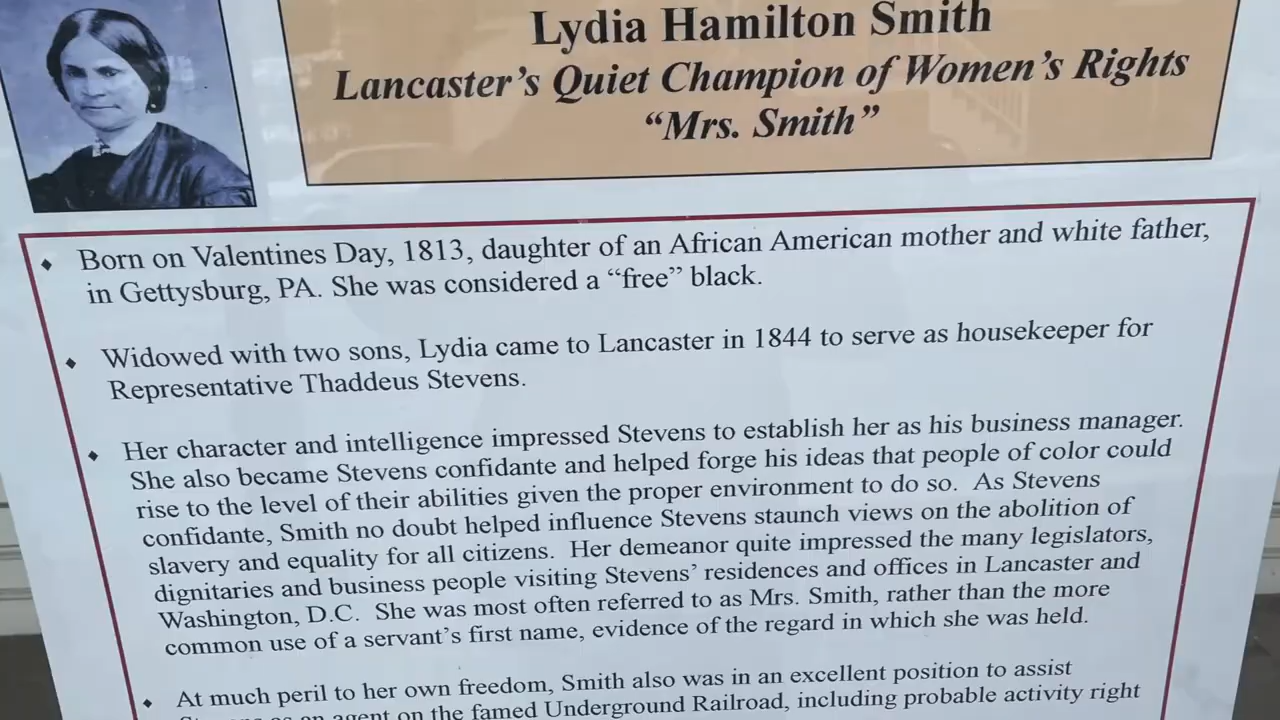 Lydia Hamilton Smith
Lancaster's Quiet Champion of Women's Rights
"Mrs. Smith"
⬥ Born on Valentines Day, 1813, daughter of an African American mother and white father,
in Gettysburg, PA. She was considered a "free" black.
⬥ Widowed with two sons, Lydia came to Lancaster in 1844 to serve as housekeeper for
Representative Thaddeus Stevens.
⬥ Her character and intelligence impressed Stevens to establish her as his business manager.
She also became Stevens confidante and helped forge his ideas that people of color could
rise to the level of their abilities given the proper environment to do so. As Stevens
confidante, Smith no doubt helped influence Stevens staunch views on the abolition of
slavery and equality for all citizens. Her demeanor quite impressed the many legislators,
dignitaries and business people visiting Stevens' residences and offices in Lancaster and
Washington, D.C. She was most often referred to as Mrs. Smith, rather than the more
common use of a servant's first name, evidence of the regard in which she was held.
⬥ At much peril to her own freedom, Smith also was in an excellent position to assist
Stevens as an agent on the famed Underground Railroad, including probable activity right